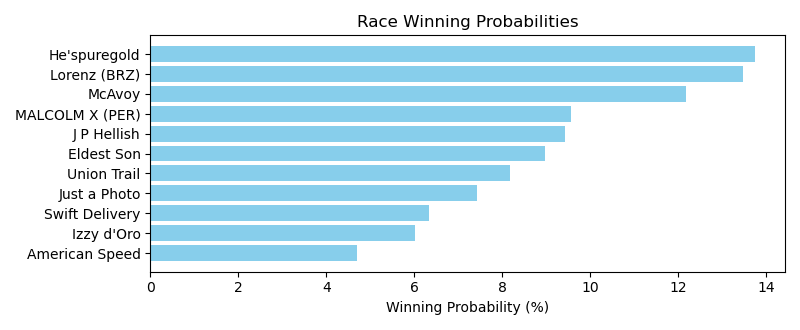 Race Winning Probabilities
He'spuregold
Lorenz (BRZ)
McAvoy
MALCOLM X (PER)
J P Hellish
Eldest Son
Union Trail
Just a Photo
Swift Delivery
Izzy d'Oro
American Speed
0 2 4 6 8 10 12 14
Winning Probability (%)